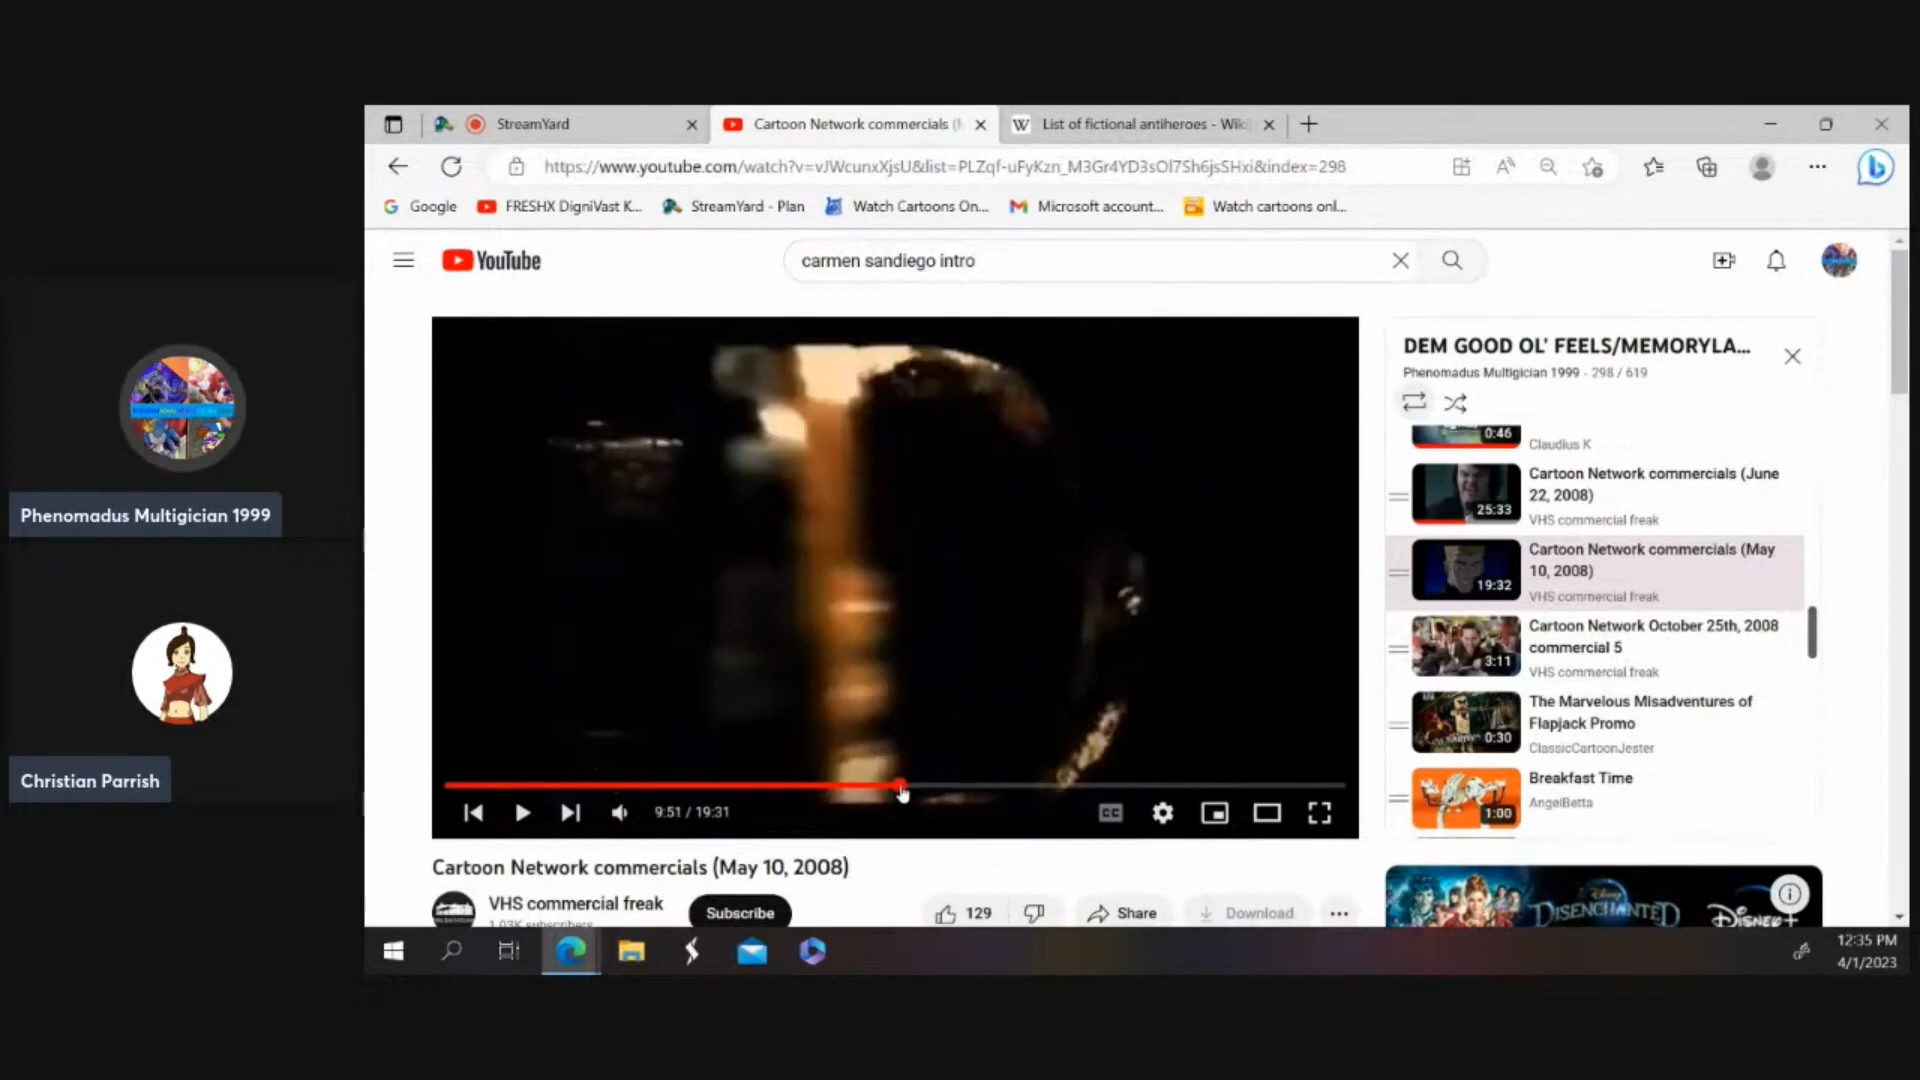 StreamYard
Cartoon Network commercials (
List of fictional antiheroes - Wiki
https://www.youtube.com/watch?v=vJWcunxXjsU&list=PLZqf-uFyKzn_M3Gr4YD3sOl7Sh6jsSHxi&index=298
Google
FRESHX DigniVast K...
StreamYard - Plan
Watch Cartoons On...
Microsoft account...
Watch cartoons onl...
YouTube
carmen sandiego intro
DEM GOOD OL' FEELS/MEMORYLA...
Phenomadus Multigician 1999 - 298 / 619
0:46
Claudius K
Cartoon Network commercials (June
22, 2008)
25:33
VHS commercial freak
Cartoon Network commercials (May
10, 2008)
19:32
VHS commercial freak
Cartoon Network October 25th, 2008
commercial 5
3:11
VHS commercial freak
The Marvelous Misadventures of
Flapjack Promo
0:30
ClassicCartoonJester
Breakfast Time
AngelBetta
1:00
Phenomadus Multigician 1999
Christian Parrish
9:51 / 19:31
CC
Cartoon Network commercials (May 10, 2008)
VHS commercial freak
1.03K subscribers
Subscribe
129
Share
Download
Disney
DISENCHANTED
Disney+
12:35 PM
4/1/2023